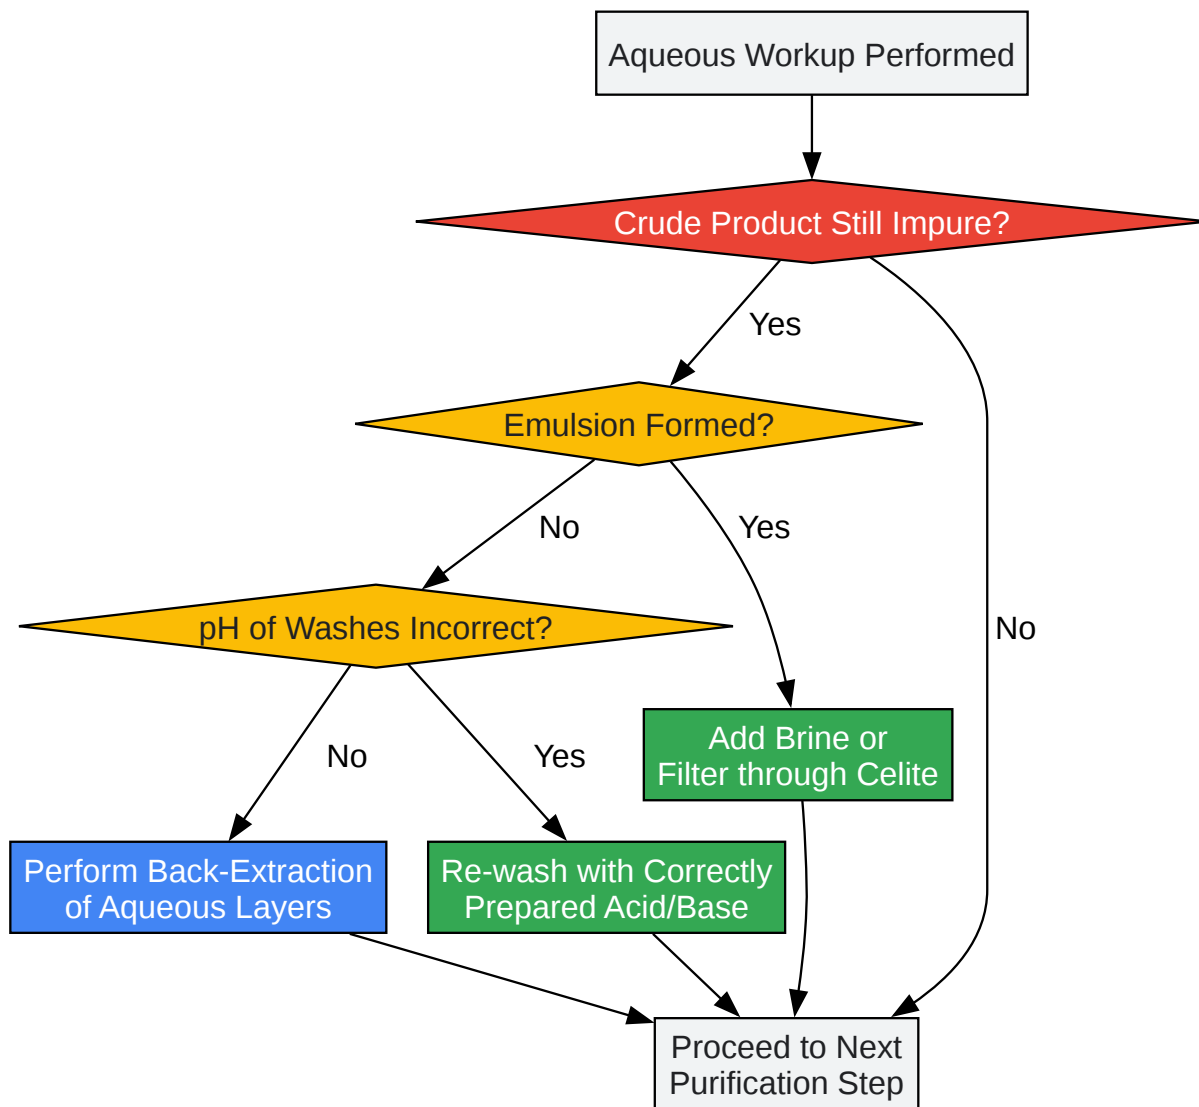 Aqueous Workup Performed
Crude Product Still Impure?
Yes
Emulsion Formed?
No
Yes
pH of Washes Incorrect?
No
No
Yes
Add Brine or
Filter through Celite
Perform Back-Extraction
of Aqueous Layers
Re-wash with Correctly
Prepared Acid/Base
Proceed to Next
Purification Step